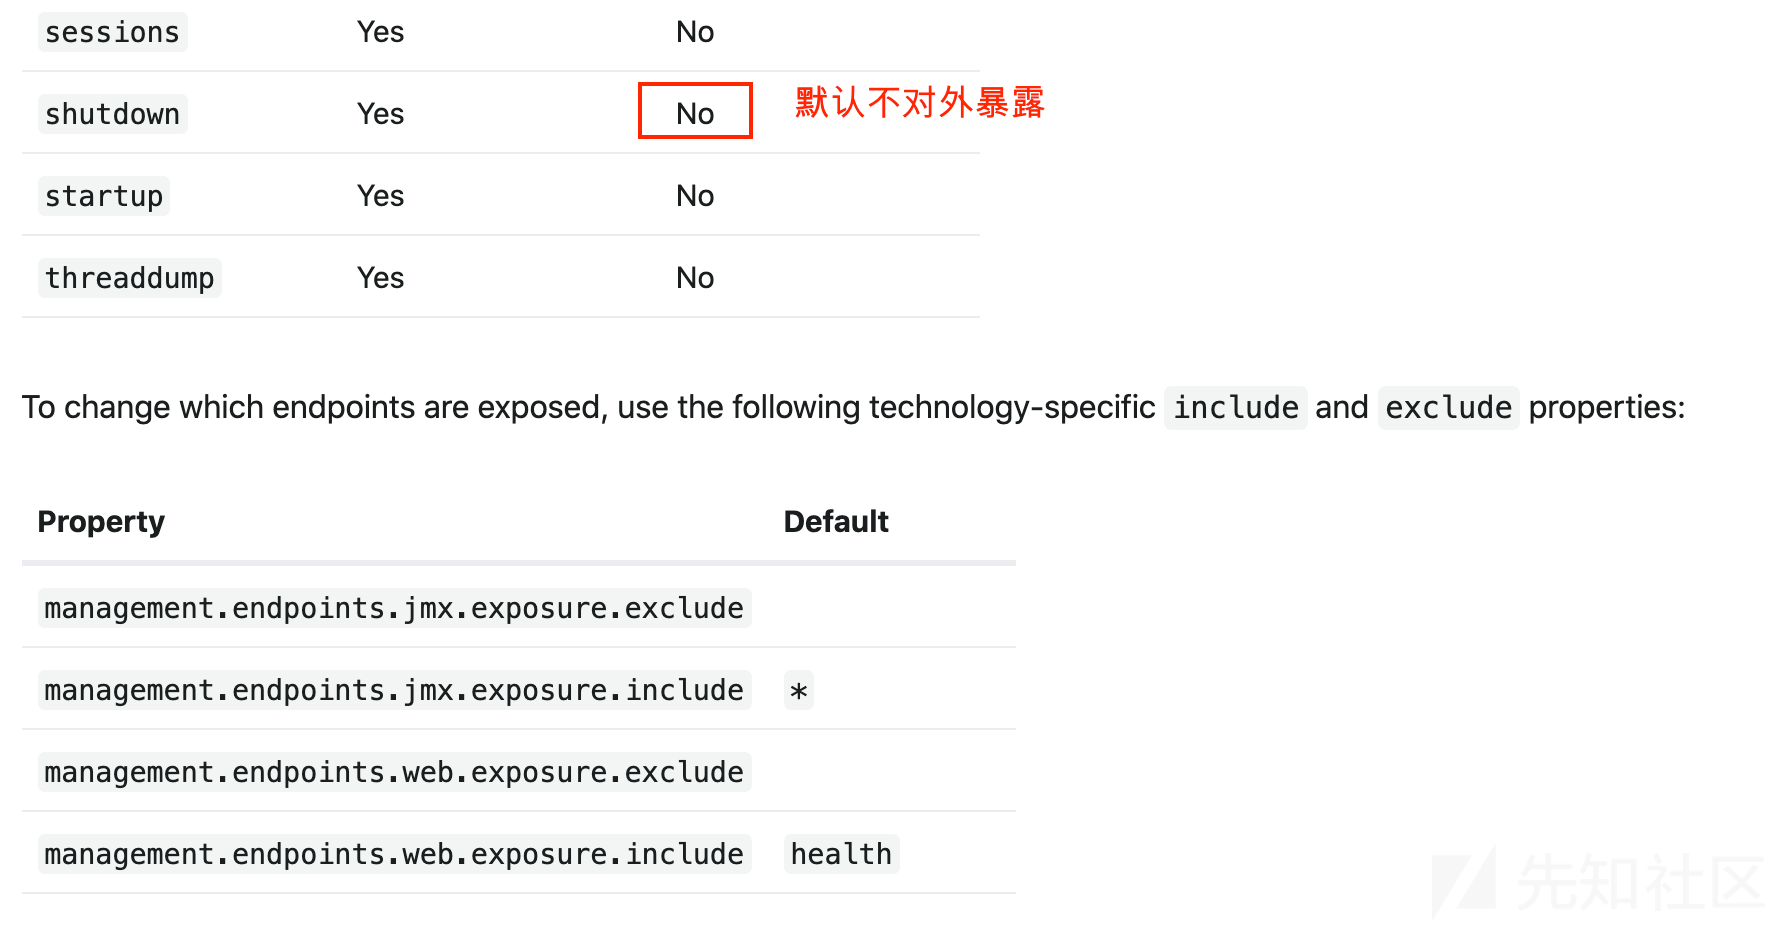 sessions Yes No
shutdown Yes No 默认不对外暴露
startup Yes No
threaddump Yes No
To change which endpoints are exposed, use the following technology-specific include and exclude properties:
Property Default
management.endpoints.jmx.exposure.exclude
management.endpoints.jmx.exposure.include *
management.endpoints.web.exposure.exclude
management.endpoints.web.exposure.include health
先知社区